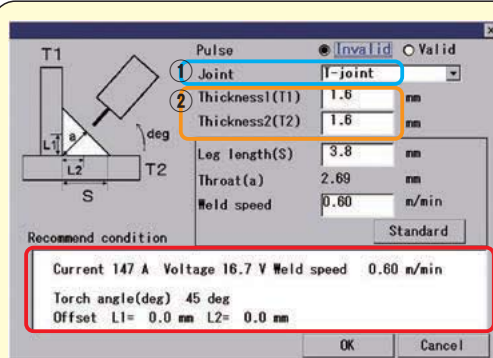 T1
a
L1
L2
deg
T2
S
Pulse Invalid Valid
① Joint T-joint
② Thickness1(T1) 1.6 mm
Thickness2(T2) 1.6 mm
Leg length(S) 3.8 mm
Throat(a) 2.69 mm
Weld speed 0.60 m/min
Standard
Recommend condition
Current 147 A Voltage 16.7 V Weld speed 0.60 m/min
Torch angle(deg) 45 deg
Offset L1= 0.0 mm L2= 0.0 mm
OK Cancel